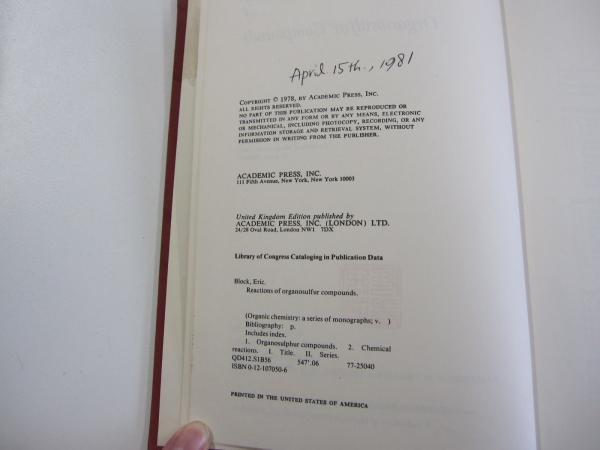 Organosulfur Compounds
April 15th., 1981
COPYRIGHT © 1978, BY ACADEMIC PRESS, INC.
ALL RIGHTS RESERVED.
NO PART OF THIS PUBLICATION MAY BE REPRODUCED OR
TRANSMITTED IN ANY FORM OR BY ANY MEANS, ELECTRONIC
OR MECHANICAL, INCLUDING PHOTOCOPY, RECORDING, OR ANY
INFORMATION STORAGE AND RETRIEVAL SYSTEM, WITHOUT
PERMISSION IN WRITING FROM THE PUBLISHER.
ACADEMIC PRESS, INC.
111 Fifth Avenue, New York, New York 10003
United Kingdom Edition published by
ACADEMIC PRESS, INC. (LONDON) LTD.
24/28 Oval Road, London NW1 7DX
Library of Congress Cataloging in Publication Data
Block, Eric.
Reactions of organosulfur compounds.
(Organic chemistry: a series of monographs; v. )
Bibliography: p.
Includes index.
1. Organosulphur compounds. 2. Chemical
reactions. I. Title. II. Series.
QD412.S1B56 547'.06 77-25040
ISBN 0-12-107050-6
PRINTED IN THE UNITED STATES OF AMERICA